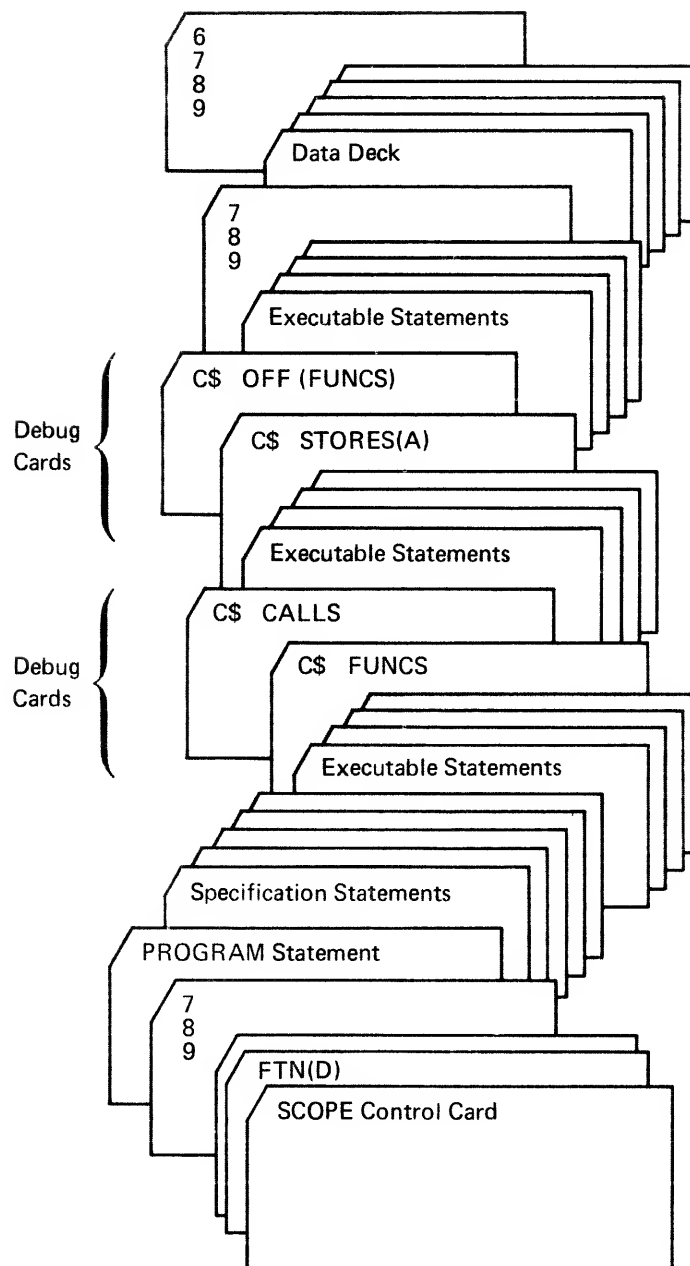 6
7
8
9
Data Deck
7
8
9
Executable Statements
Debug
Cards
C$ OFF (FUNCS)
C$ STORES(A)
Executable Statements
Debug
Cards
C$ CALLS
C$ FUNCS
Executable Statements
Specification Statements
PROGRAM Statement
7
8
9
FTN(D)
SCOPE Control Card